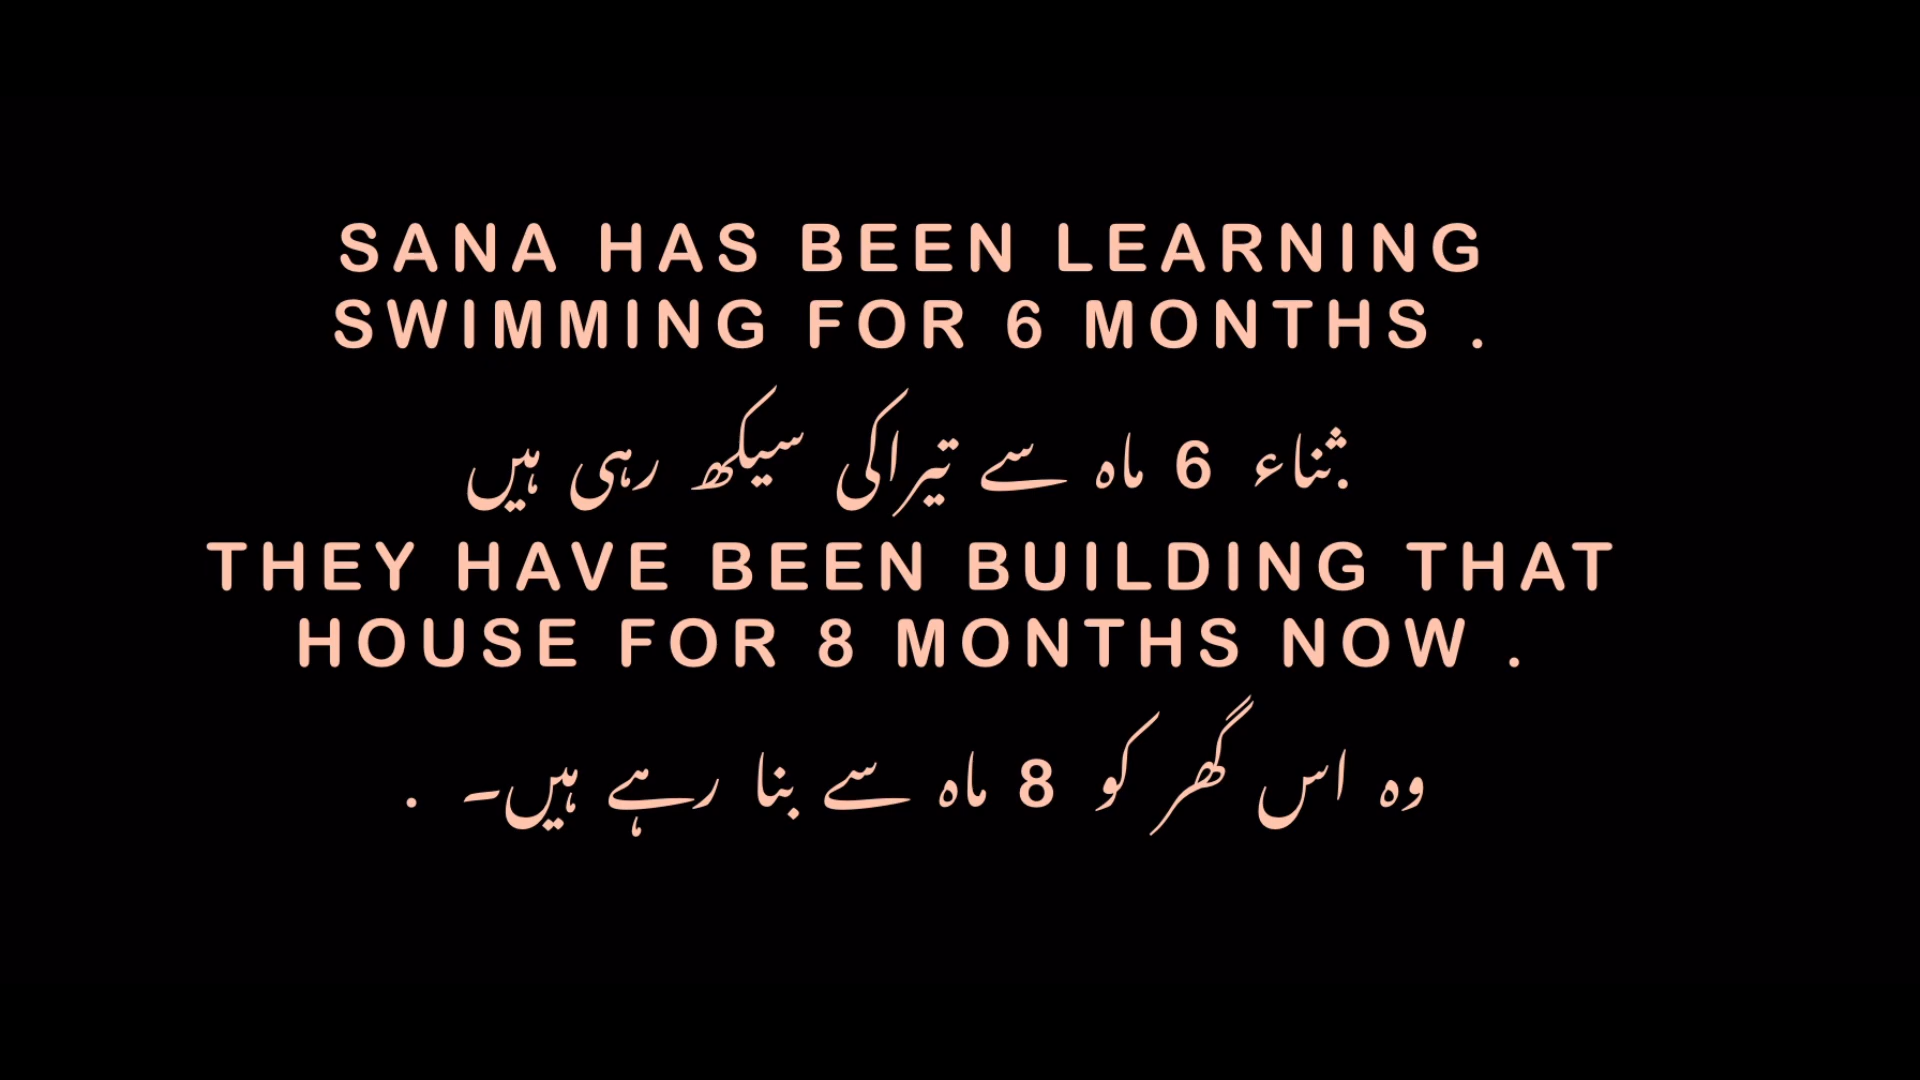 SANA HAS BEEN LEARNING
SWIMMING FOR 6 MONTHS .
.ثناء 6 ماہ سے تیراکی سیکھ رہی ہیں
THEY HAVE BEEN BUILDING THAT
HOUSE FOR 8 MONTHS NOW .
وہ اس گھر کو 8 ماہ سے بنا رہے ہیں۔ .